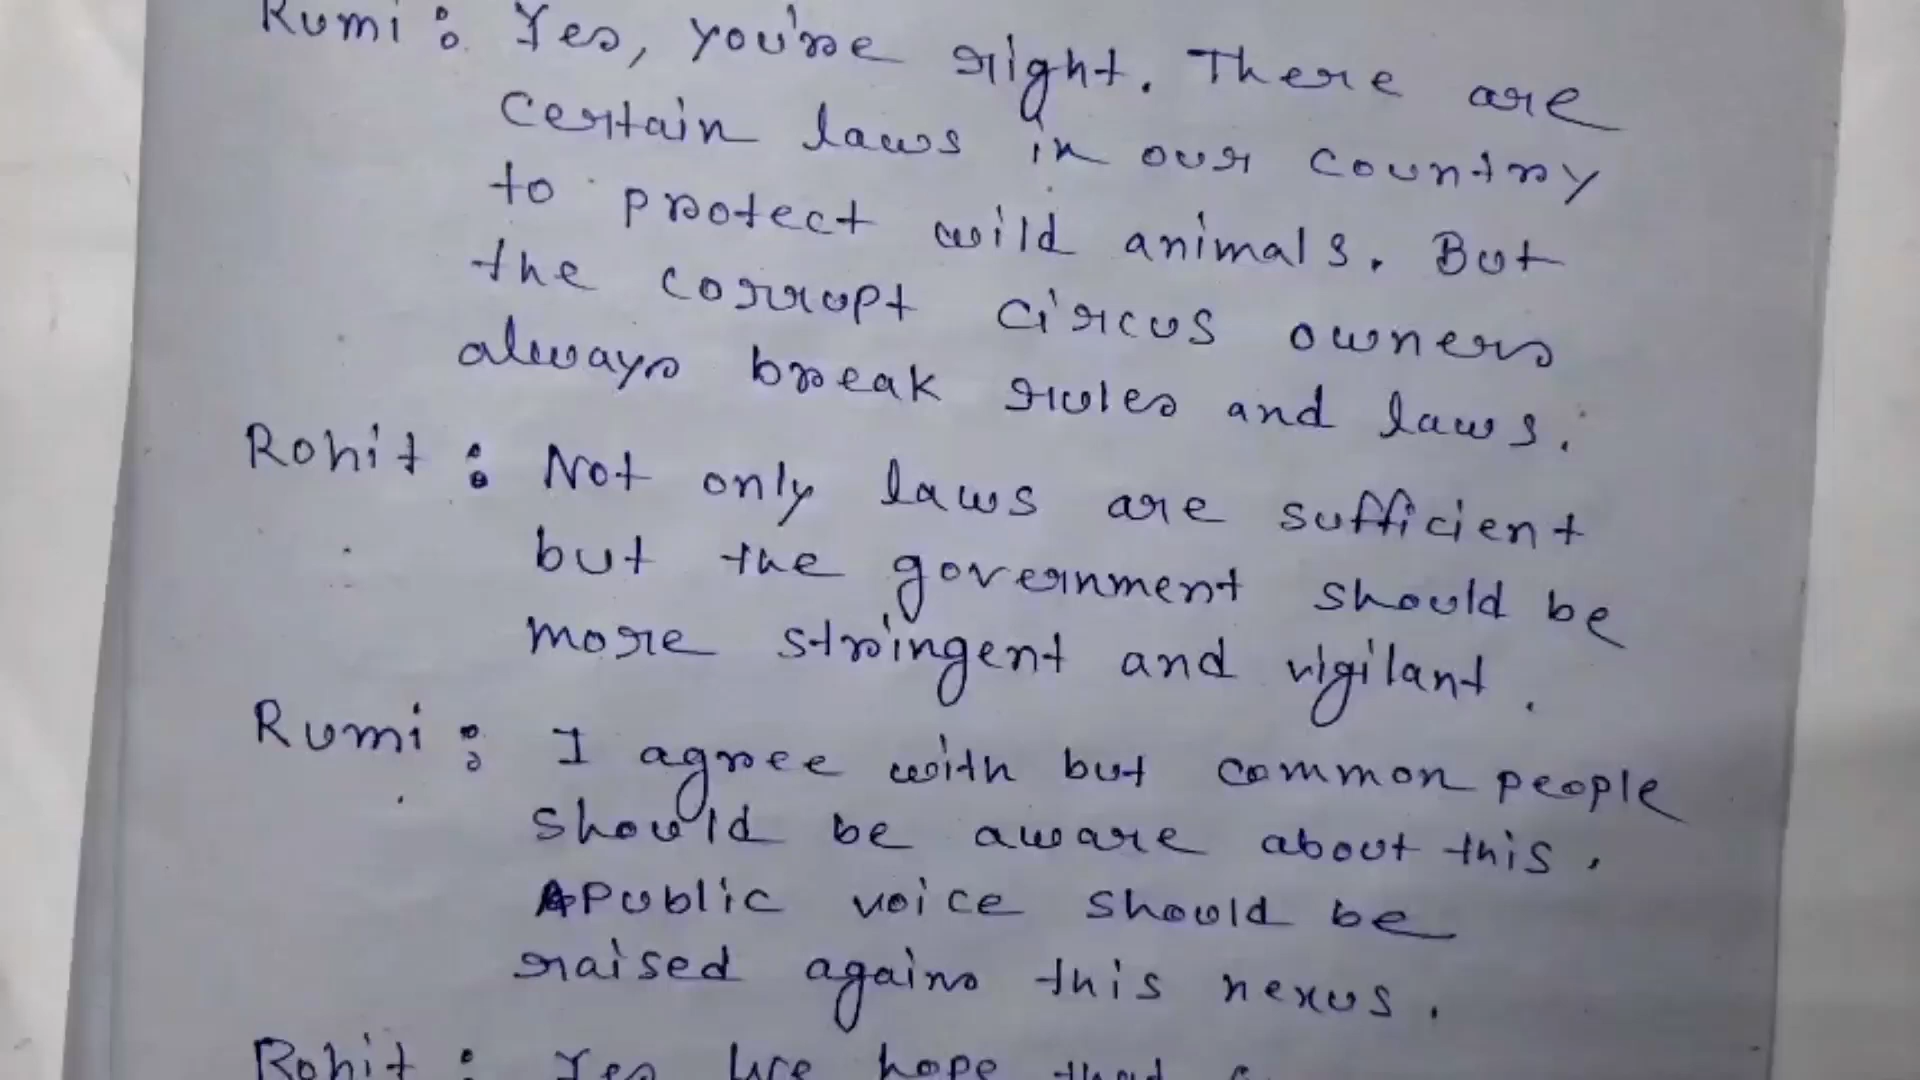 Rumi : Yes, you're right. There are
certain laws in our country
to protect wild animals. But
the corrupt circus owners
always break rules and laws.
Rohit : Not only laws are sufficient
but the government should be
more stringent and vigilant.
Rumi : I agree with but common people
should be aware about this.
Public voice should be
raised agains this nexus.
Rohit : Yes we hope that